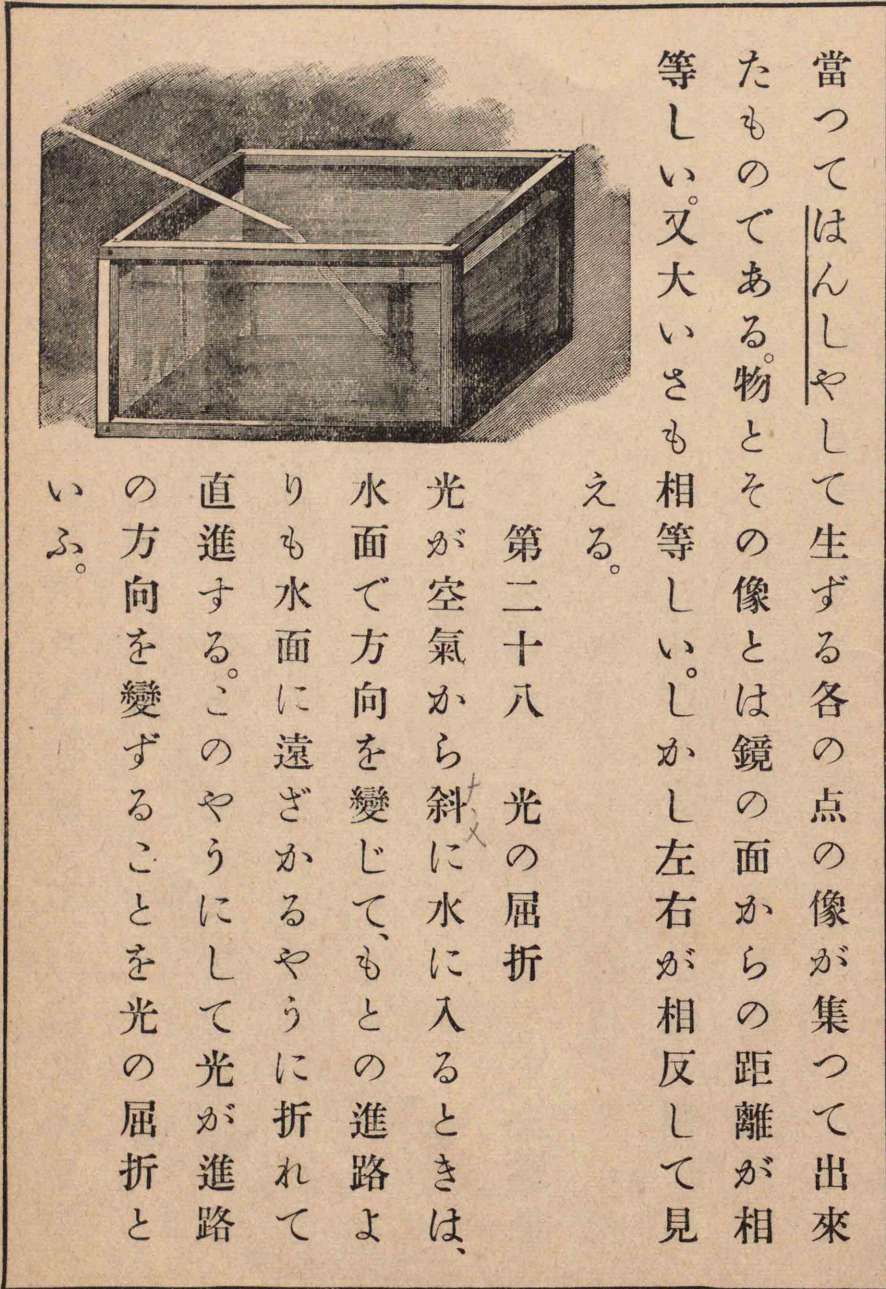 當つてはんしやして生ずる各の点の像が集つて出來
たものである。物とその像とは鏡の面からの距離が相
等しい。又大いさも相等しい。しかし左右が相反して見
える。
第二十八 光の屈折
光が空氣から斜に水に入るときは、
水面で方向を變じて、もとの進路よ
りも水面に遠ざかるやうに折れて
直進する。このやうにして光が進路
の方向を變ずることを光の屈折と
いふ。